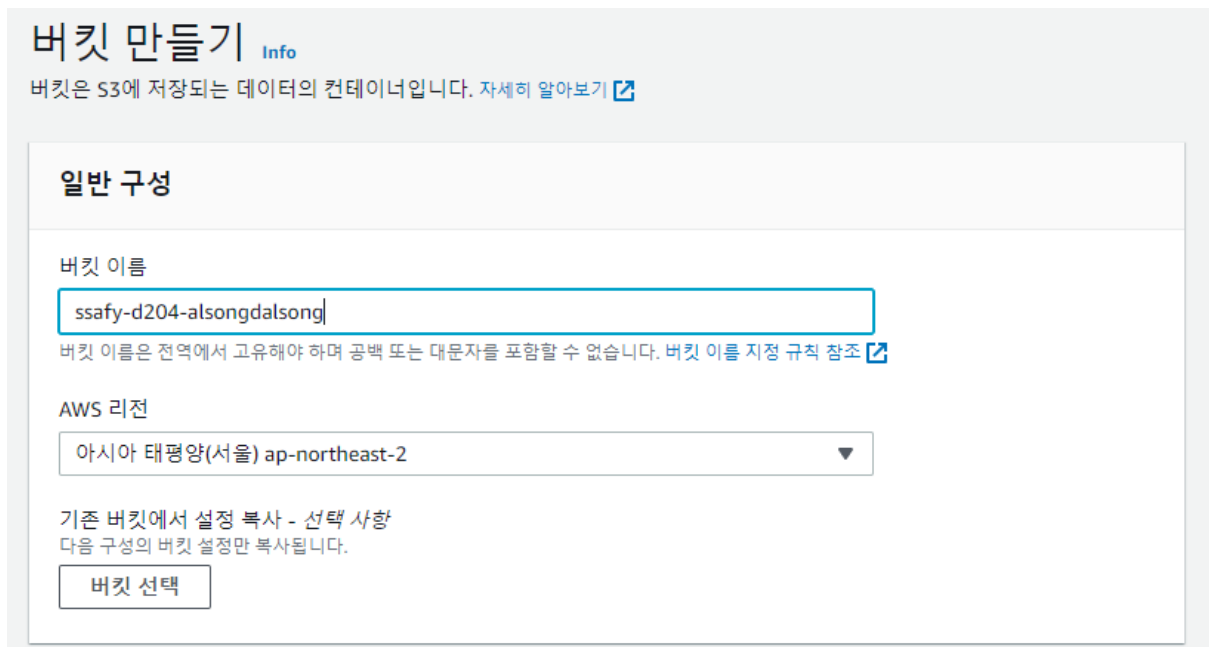 버킷 만들기 Info
버킷은 S3에 저장되는 데이터의 컨테이너입니다. 자세히 알아보기
일반 구성
버킷 이름
ssafy-d204-alsongdalsong
버킷 이름은 전역에서 고유해야 하며 공백 또는 대문자를 포함할 수 없습니다. 버킷 이름 지정 규칙 참조
AWS 리전
아시아 태평양(서울) ap-northeast-2
기존 버킷에서 설정 복사 - 선택 사항
다음 구성의 버킷 설정만 복사됩니다.
버킷 선택